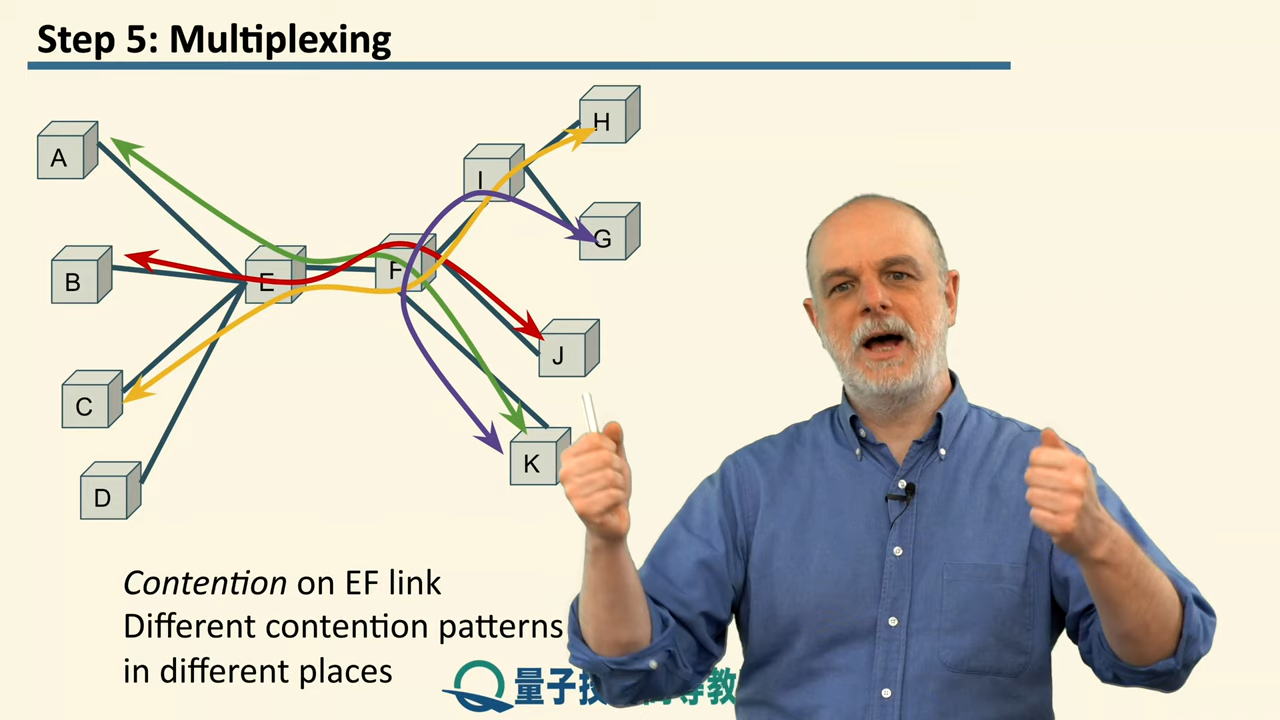 Step 5: Multiplexing
H
A
I
G
B
E
F
J
C
K
D
Contention on EF link
Different contention patterns
in different places
量子技